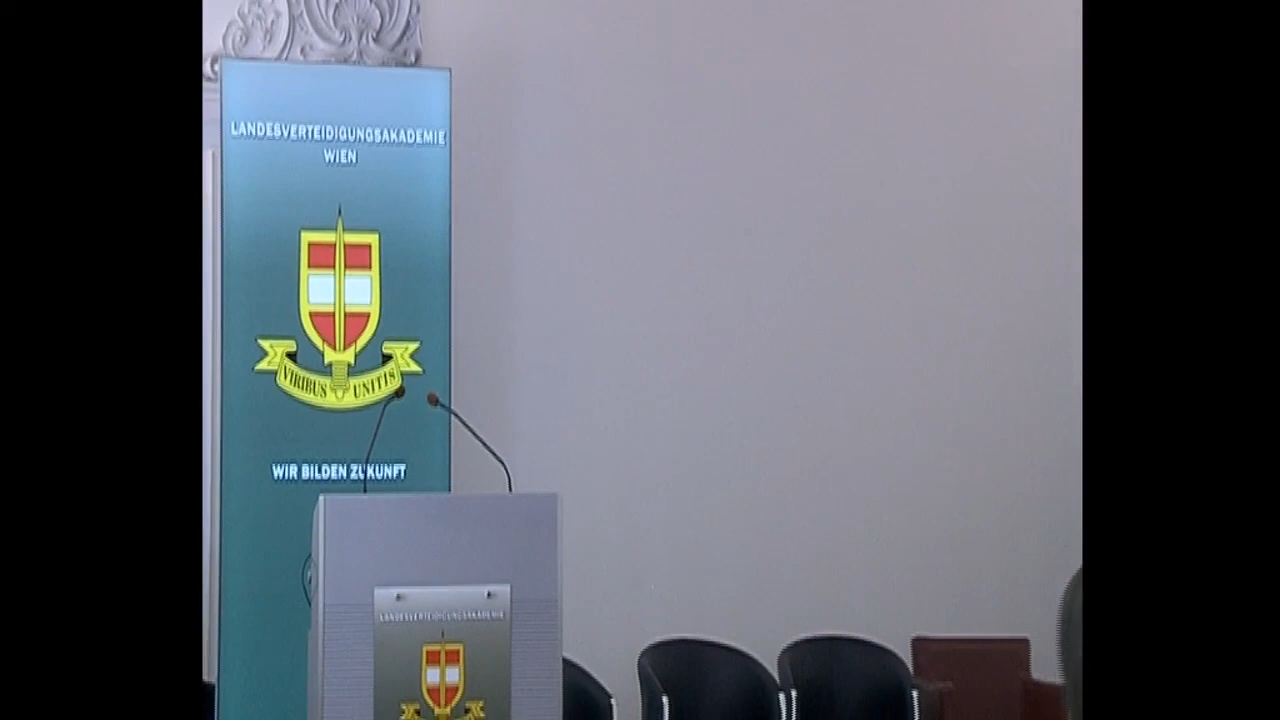 LANDESVERTEIDIGUNGSAKADEMIE
WIEN
VIRIBUS UNITIS
WIR BILDEN ZUKUNFT
LANDESVERTEIDIGUNGSAKADEMIE